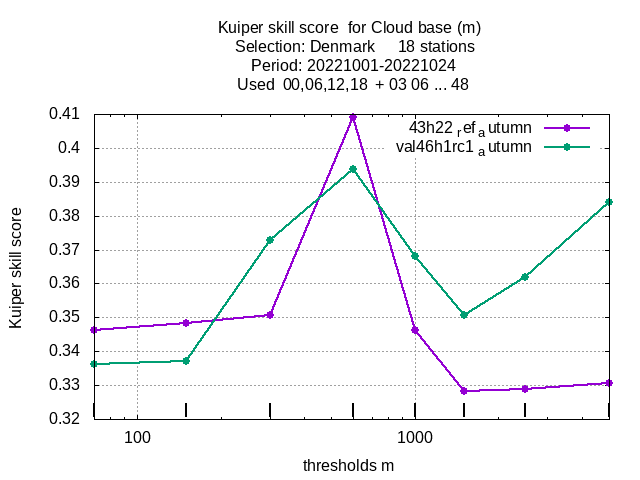 Kuiper skill score  for Cloud base (m)
Selection: Denmark     18 stations
Period: 20221001-20221024
Used  00,06,12,18  + 03 06 ... 48
43h22 ref autumn
val46h1rc1 autumn
0.41
0.4
0.39
0.38
0.37
0.36
0.35
0.34
0.33
0.32
Kuiper skill score
100
1000
thresholds m